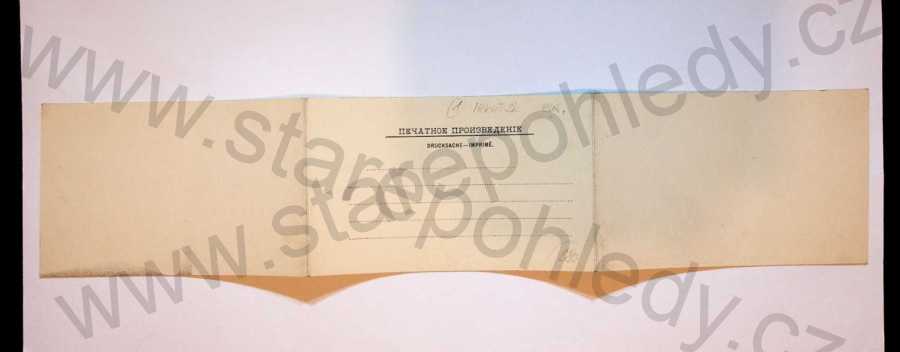 ПЕЧАТНОЕ ПРОИЗВЕДЕНІЕ
DRUCKSACHE—IMPRIMÉ.
www.starepohledy.cz
www.starepohledy.cz